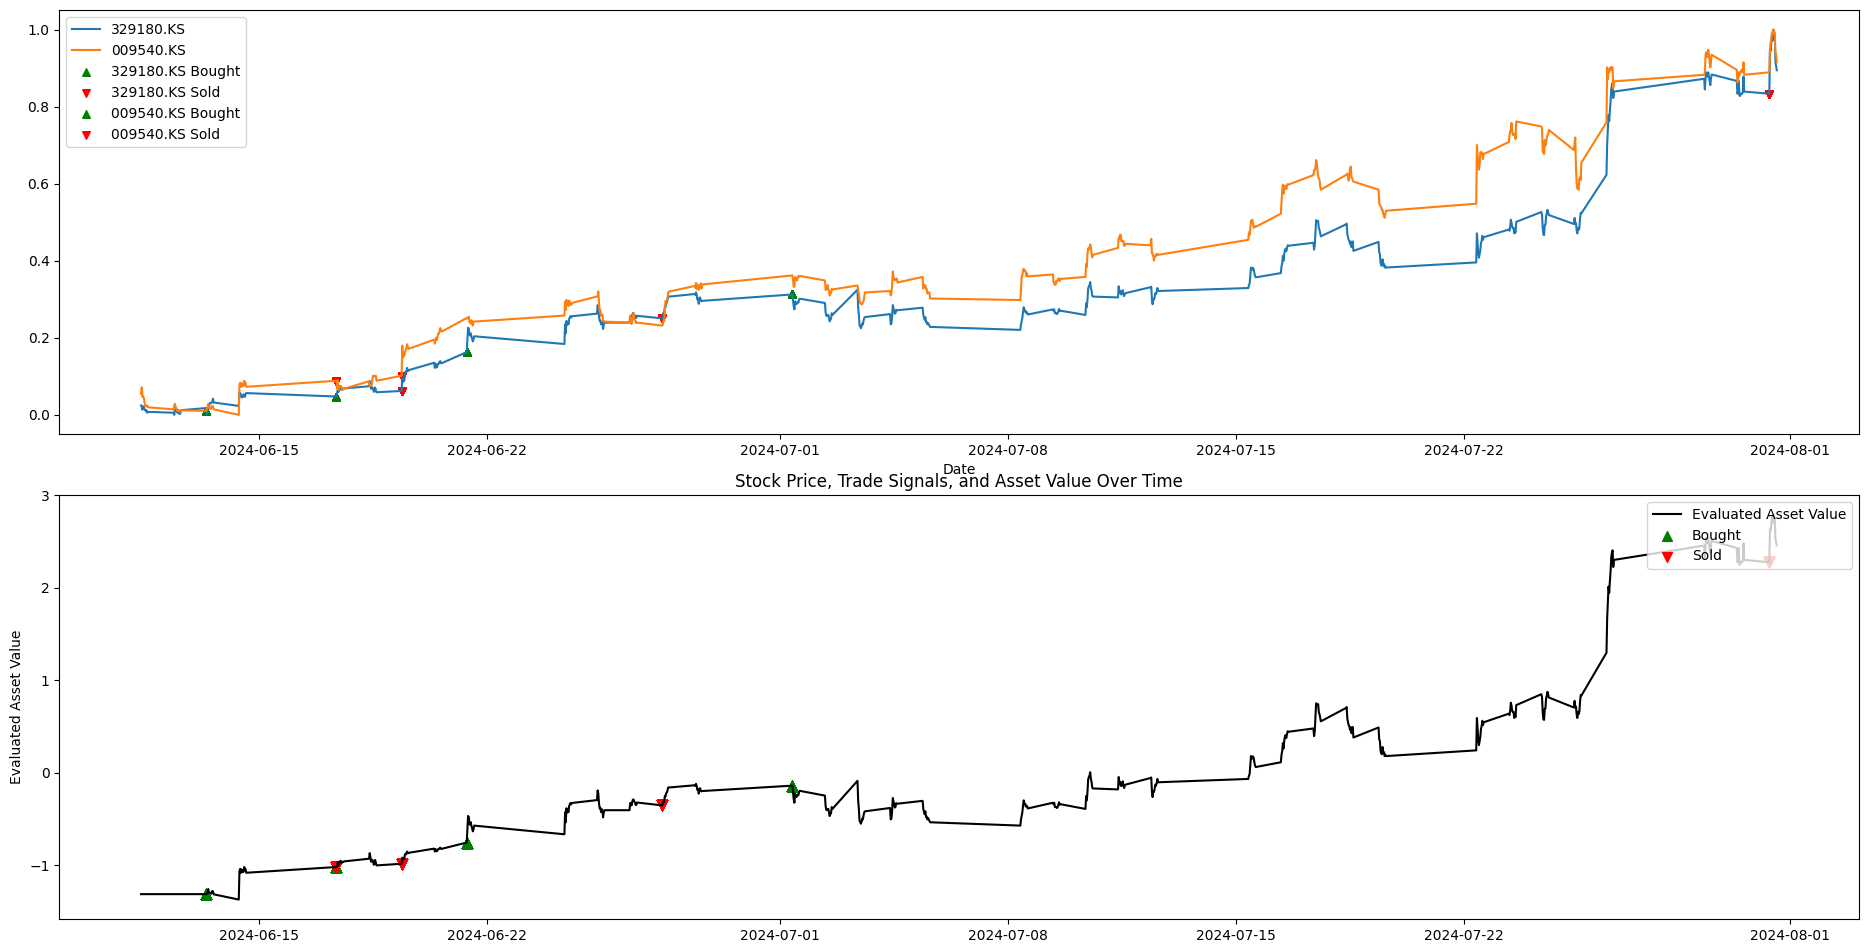 329180.KS
009540.KS
329180.KS Bought
329180.KS Sold
009540.KS Bought
009540.KS Sold
1.0
0.8
0.6
0.4
0.2
0.0
2024-06-15 2024-06-22 2024-07-01 2024-07-08 2024-07-15 2024-07-22 2024-08-01
Date
Stock Price, Trade Signals, and Asset Value Over Time
Evaluated Asset Value
Bought
Sold
3
2
1
0
−1
Evaluated Asset Value
2024-06-15 2024-06-22 2024-07-01 2024-07-08 2024-07-15 2024-07-22 2024-08-01